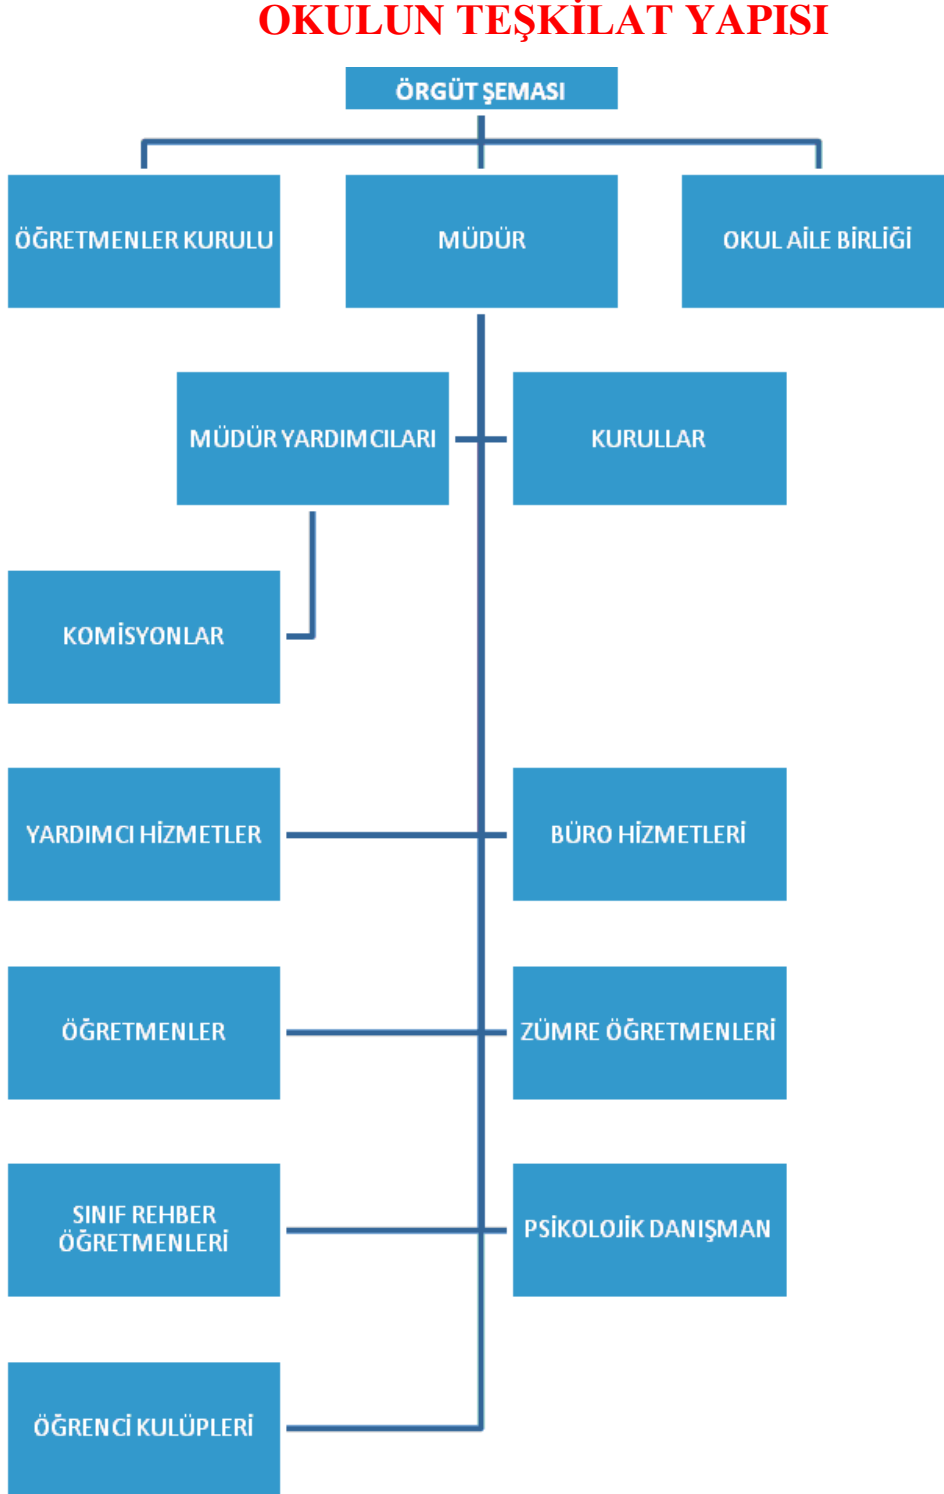 OKULUN TEŞKİLAT YAPISI
ÖRGÜT ŞEMASI
ÖĞRETMENLER KURULU
MÜDÜR
OKUL AİLE BİRLİĞİ
MÜDÜR YARDIMCILARI
KURULLAR
KOMİSYONLAR
YARDIMCI HİZMETLER
BÜRO HİZMETLERİ
ÖĞRETMENLER
ZÜMRE ÖĞRETMENLERİ
SINIF REHBER
ÖĞRETMENLERİ
PSİKOLOJİK DANIŞMAN
ÖĞRENCİ KULÜPLERİ